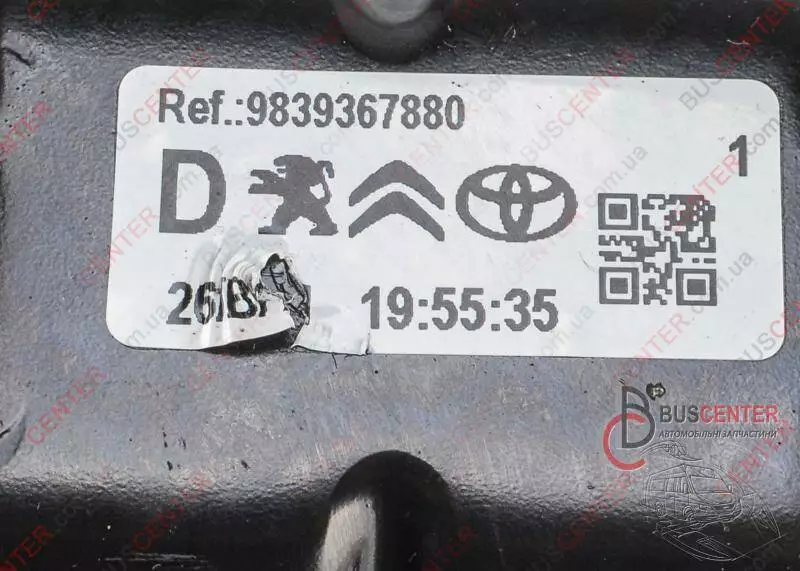 Ref.:9839367880
1
D
19:55:35
BUSCENTER
АВТОМОБІЛЬНІ ЗАПЧАСТИНИ